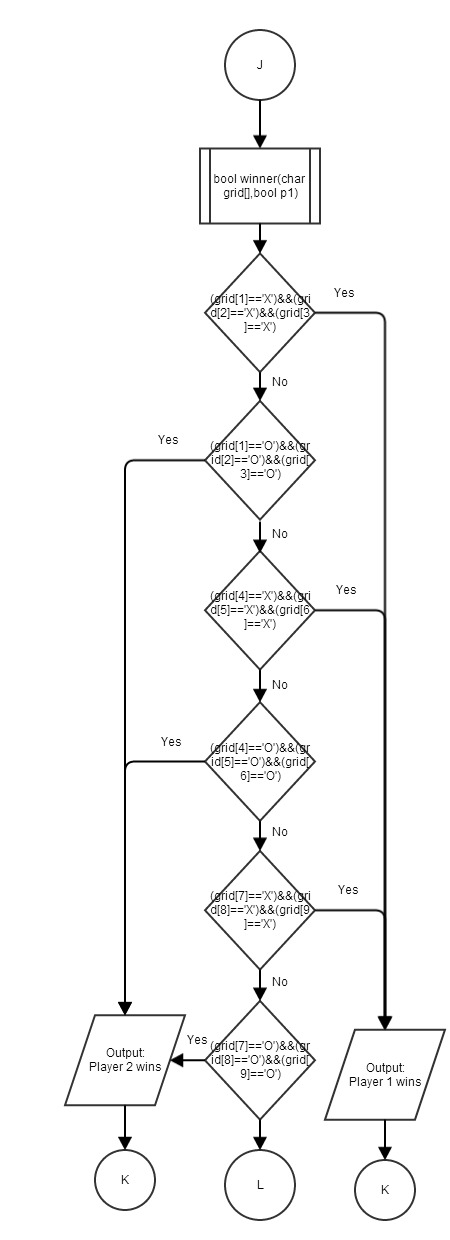 J
bool winner(char
grid[],bool p1)
(grid[1]=='X')&&(gri
d[2]=='X')&&(grid[3
]=='X')
Yes
No
(grid[1]=='O')&&(gr
id[2]=='O')&&(grid[
3]=='O')
Yes
No
(grid[4]=='X')&&(gri
d[5]=='X')&&(grid[6
]=='X')
Yes
No
(grid[4]=='O')&&(gr
id[5]=='O')&&(grid[
6]=='O')
Yes
No
(grid[7]=='X')&&(gri
d[8]=='X')&&(grid[9
]=='X')
Yes
No
(grid[7]=='O')&&(gr
id[8]=='O')&&(grid[
9]=='O')
Yes
Output:
Player 2 wins
Output:
Player 1 wins
K
L
K